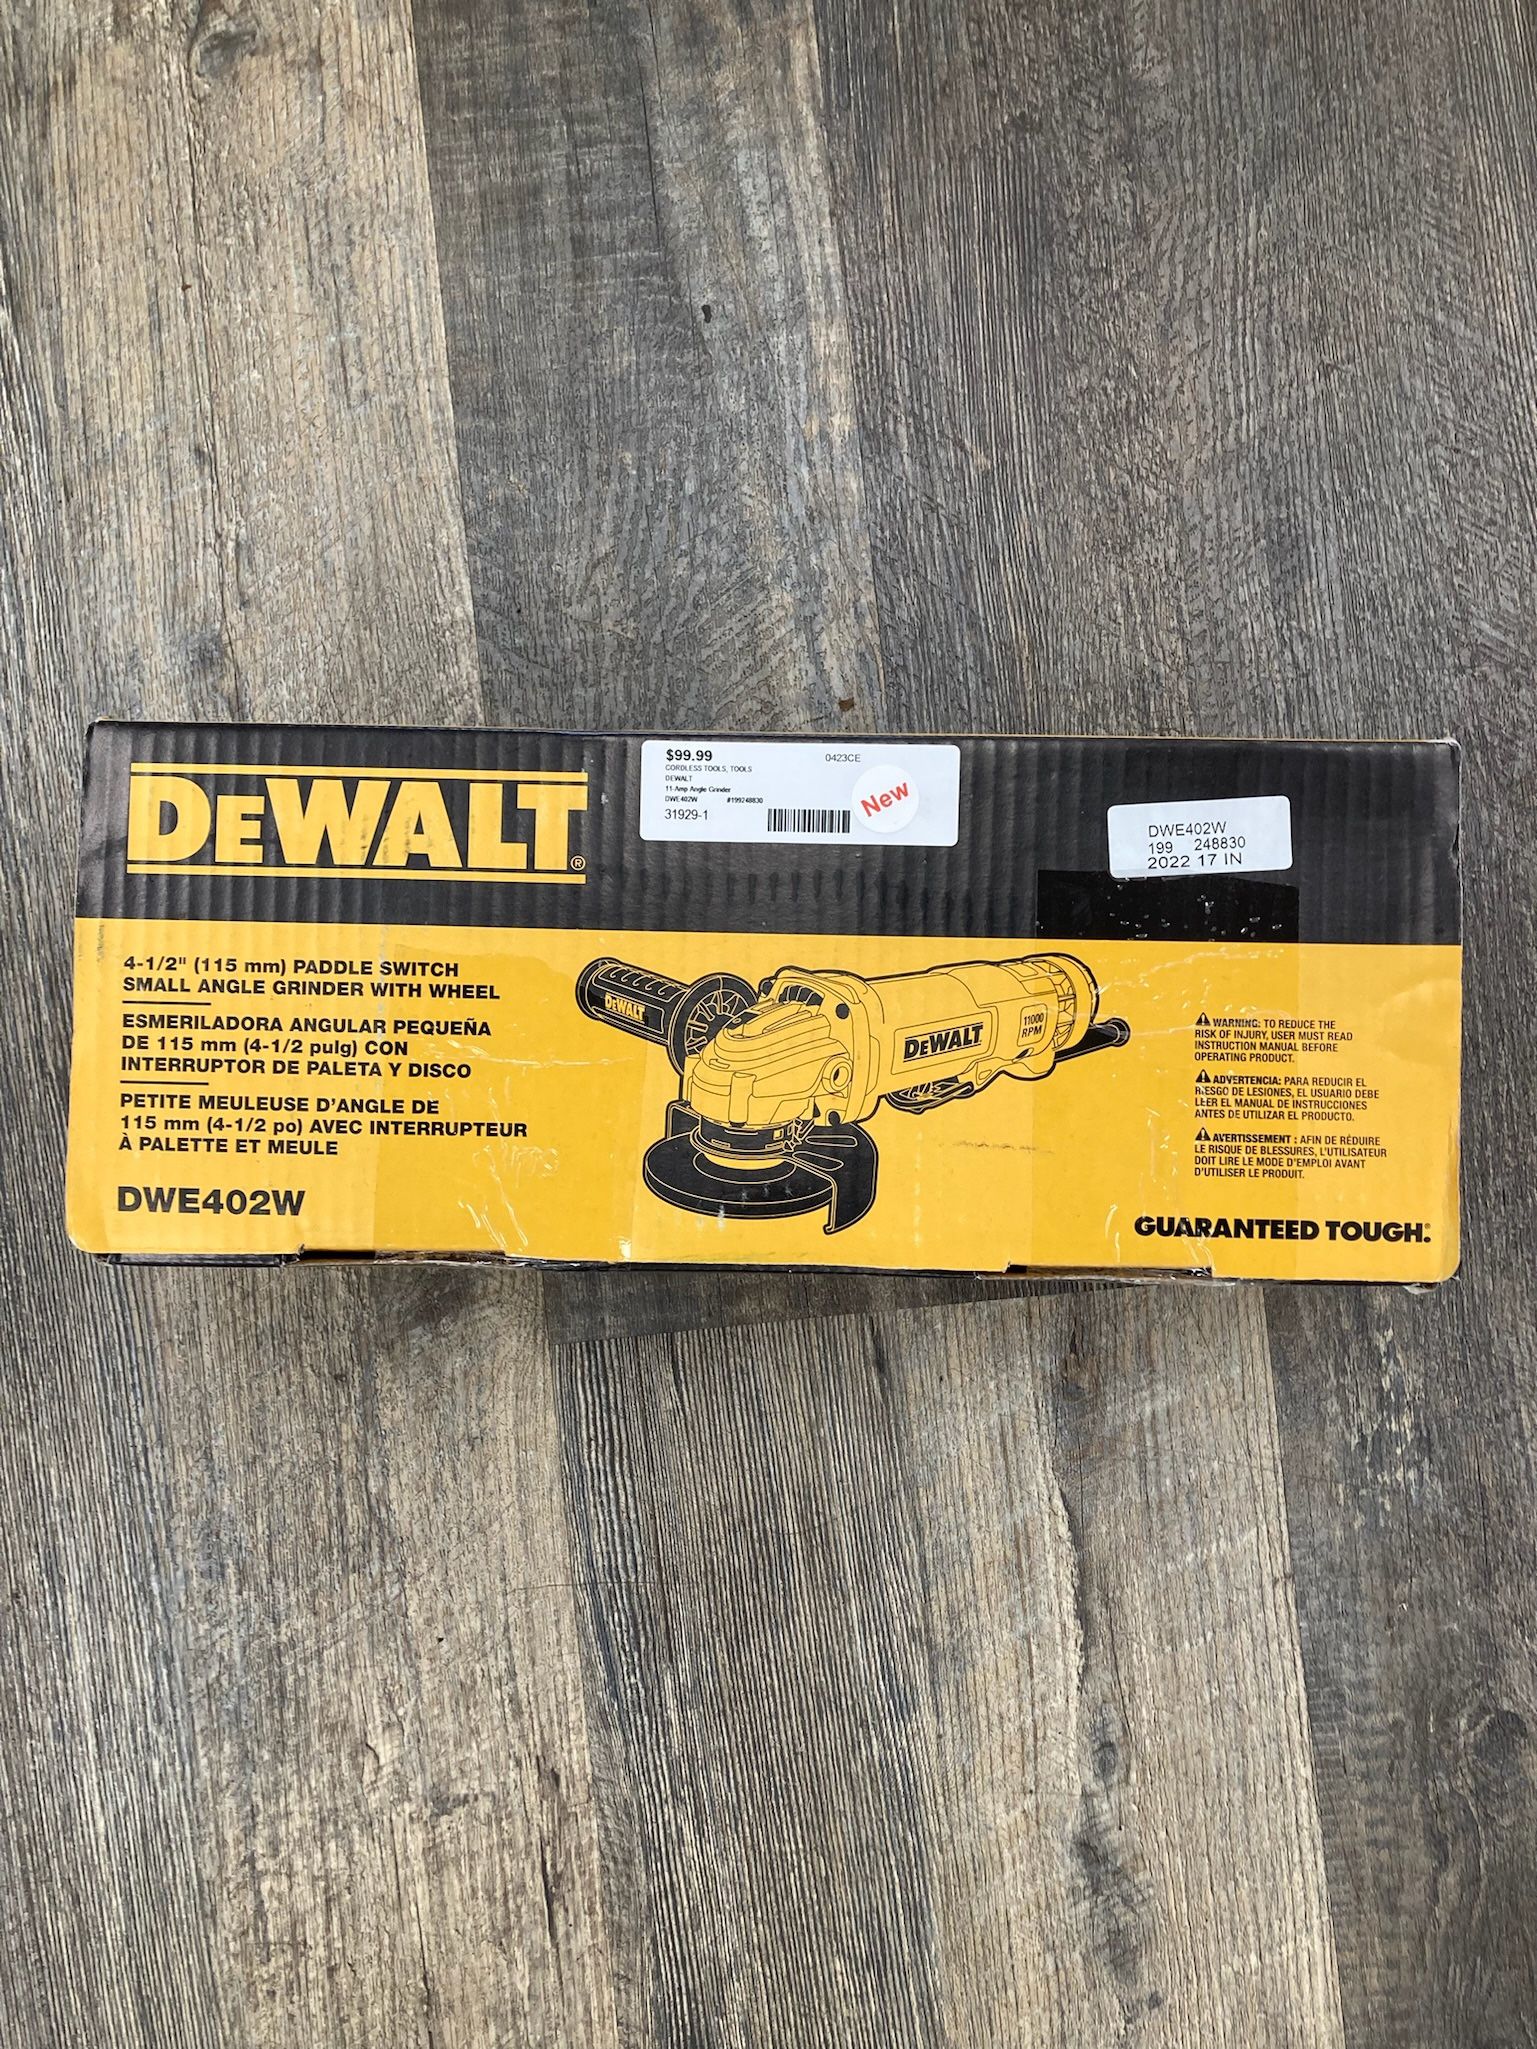 DEWALT®
$99.99 0423CE
CORDLESS TOOLS, TOOLS
DEWALT
11-Amp Angle Grinder
DWE402W #199248830
31929-1
New
DWE402W
199 248830
2022 17 IN
4-1/2" (115 mm) PADDLE SWITCH
SMALL ANGLE GRINDER WITH WHEEL
ESMERILADORA ANGULAR PEQUEÑA
DE 115 mm (4-1/2 pulg) CON
INTERRUPTOR DE PALETA Y DISCO
PETITE MEULEUSE D'ANGLE DE
115 mm (4-1/2 po) AVEC INTERRUPTEUR
À PALETTE ET MEULE
DWE402W
DEWALT
DEWALT
11000
RPM
WARNING: TO REDUCE THE
RISK OF INJURY, USER MUST READ
INSTRUCTION MANUAL BEFORE
OPERATING PRODUCT.
ADVERTENCIA: PARA REDUCIR EL
RIESGO DE LESIONES, EL USUARIO DEBE
LEER EL MANUAL DE INSTRUCCIONES
ANTES DE UTILIZAR EL PRODUCTO.
AVERTISSEMENT : AFIN DE RÉDUIRE
LE RISQUE DE BLESSURES, L'UTILISATEUR
DOIT LIRE LE MODE D'EMPLOI AVANT
D'UTILISER LE PRODUIT.
GUARANTEED TOUGH.®